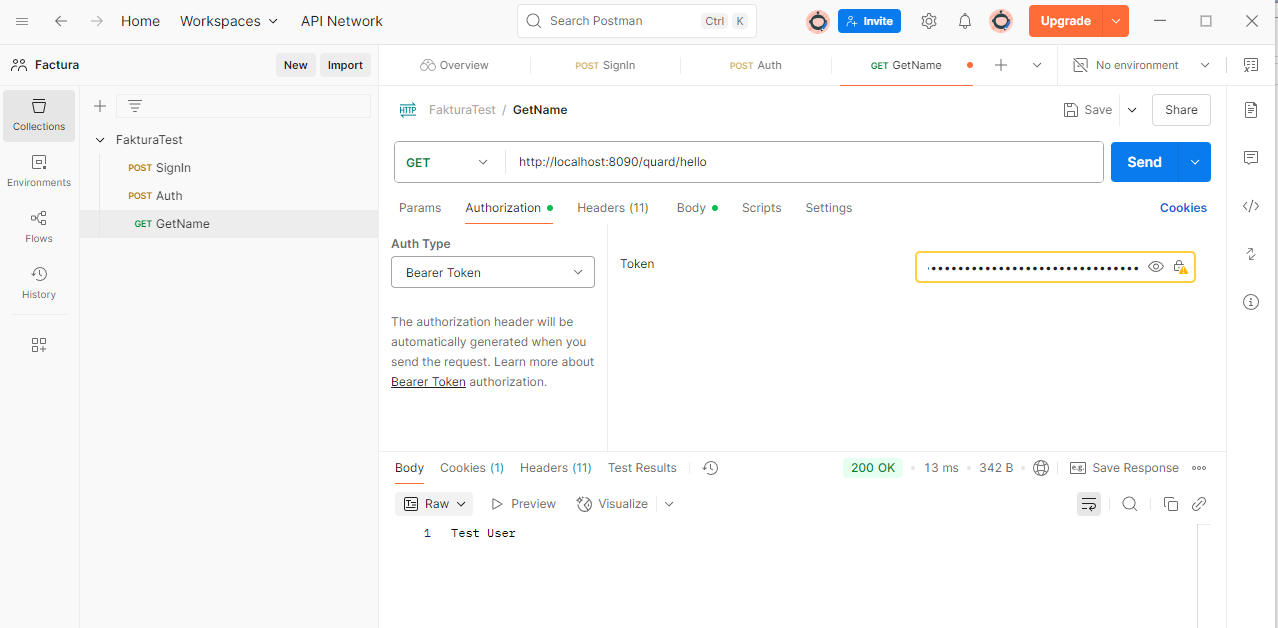 Home
Workspaces
API Network
Search Postman
Ctrl
K
Invite
Upgrade
Factura
New
Import
Overview
POST SignIn
POST Auth
GET GetName
No environment
Collections
Environments
Flows
History
FakturaTest
POST SignIn
POST Auth
GET GetName
HTTP FakturaTest / GetName
Save
Share
GET
http://localhost:8090/quard/hello
Send
Params
Authorization
Headers (11)
Body
Scripts
Settings
Cookies
Auth Type
Bearer Token
The authorization header will be
automatically generated when you
send the request. Learn more about
Bearer Token authorization.
Token
Body
Cookies (1)
Headers (11)
Test Results
200 OK
13 ms
342 B
e.g.
Save Response
Raw
Preview
Visualize
1 Test User